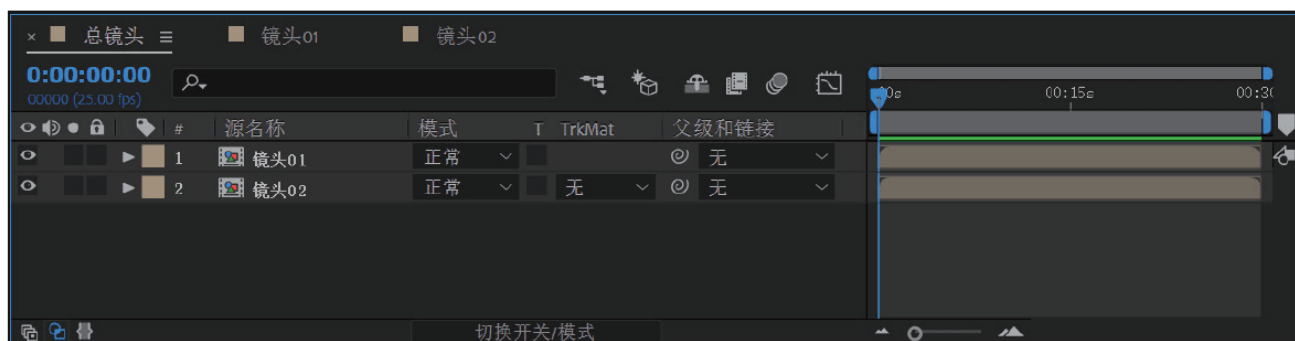 × 总镜头 ≡ 镜头01 镜头02
0:00:00:00
00000 (25.00 fps)
00s 00:15s 00:30
# 源名称 模式 T TrkMat 父级和链接
1 镜头01 正常 无
2 镜头02 正常 无 无
切换开关/模式